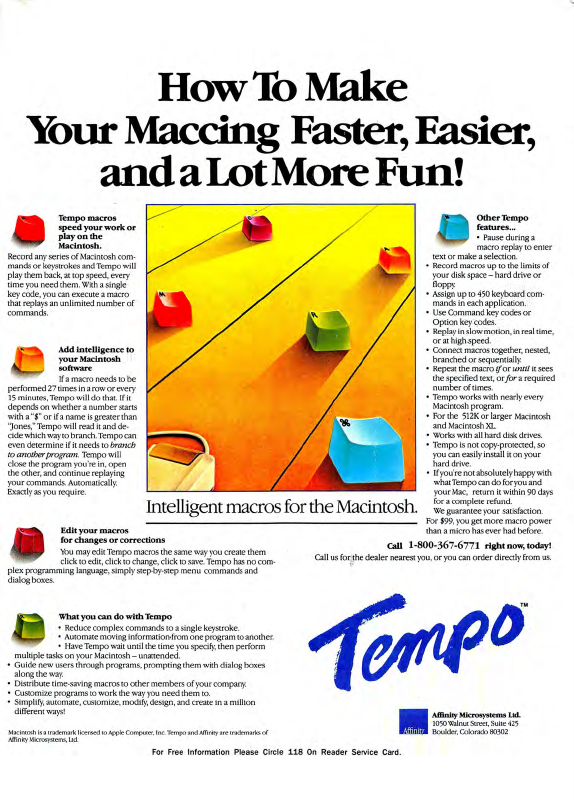 How To Make
Your Maccing Faster, Easier,
and a Lot More Fun!
Tempo macros
speed your work or
play on the
Macintosh.
Record any series of Macintosh com-
mands or keystrokes and Tempo will
play them back, at top speed, every
time you need them. With a single
key code, you can execute a macro
that replays an unlimited number of
commands.
Add intelligence to
your Macintosh
software
If a macro needs to be
performed 27 times in a row or every
15 minutes, Tempo will do that. If it
depends on whether a number starts
with a "$" or if a name is greater than
"Jones," Tempo will read it and de-
cide which way to branch. Tempo can
even determine if it needs to branch
to another program. Tempo will
close the program you're in, open
the other, and continue replaying
your commands. Automatically.
Exactly as you require.
Intelligent macros for the Macintosh.
Edit your macros
for changes or corrections
You may edit Tempo macros the same way you create them
click to edit, click to change, click to save. Tempo has no com-
plex programming language, simply step-by-step menu commands and
dialog boxes.
What you can do with Tempo
• Reduce complex commands to a single keystroke.
• Automate moving information from one program to another.
• Have Tempo wait until the time you specify, then perform
multiple tasks on your Macintosh – unattended.
• Guide new users through programs, prompting them with dialog boxes
along the way.
• Distribute time-saving macros to other members of your company.
• Customize programs to work the way you need them to.
• Simplify, automate, customize, modify, design, and create in a million
different ways!
Macintosh is a trademark licensed to Apple Computer, Inc. Tempo and Affinity are trademarks of
Affinity Microsystems, Ltd.
Other Tempo
features...
• Pause during a
macro replay to enter
text or make a selection.
• Record macros up to the limits of
your disk space – hard drive or
floppy.
• Assign up to 450 keyboard com-
mands in each application.
• Use Command key codes or
Option key codes.
• Replay in slow motion, in real time,
or at high speed.
• Connect macros together, nested,
branched or sequentially.
• Repeat the macro if or until it sees
the specified text, or for a required
number of times.
• Tempo works with nearly every
Macintosh program.
• For the 512K or larger Macintosh
and Macintosh XL.
• Works with all hard disk drives.
• Tempo is not copy-protected, so
you can easily install it on your
hard drive.
• If you're not absolutely happy with
what Tempo can do for you and
your Mac, return it within 90 days
for a complete refund.
We guarantee your satisfaction.
For $99, you get more macro power
than a micro has ever had before.
Call 1-800-367-6771 right now, today!
Call us for the dealer nearest you, or you can order directly from us.
Tempo™
Affinity
Affinity Microsystems Ltd.
1050 Walnut Street, Suite 425
Boulder, Colorado 80302
For Free Information Please Circle 118 On Reader Service Card.